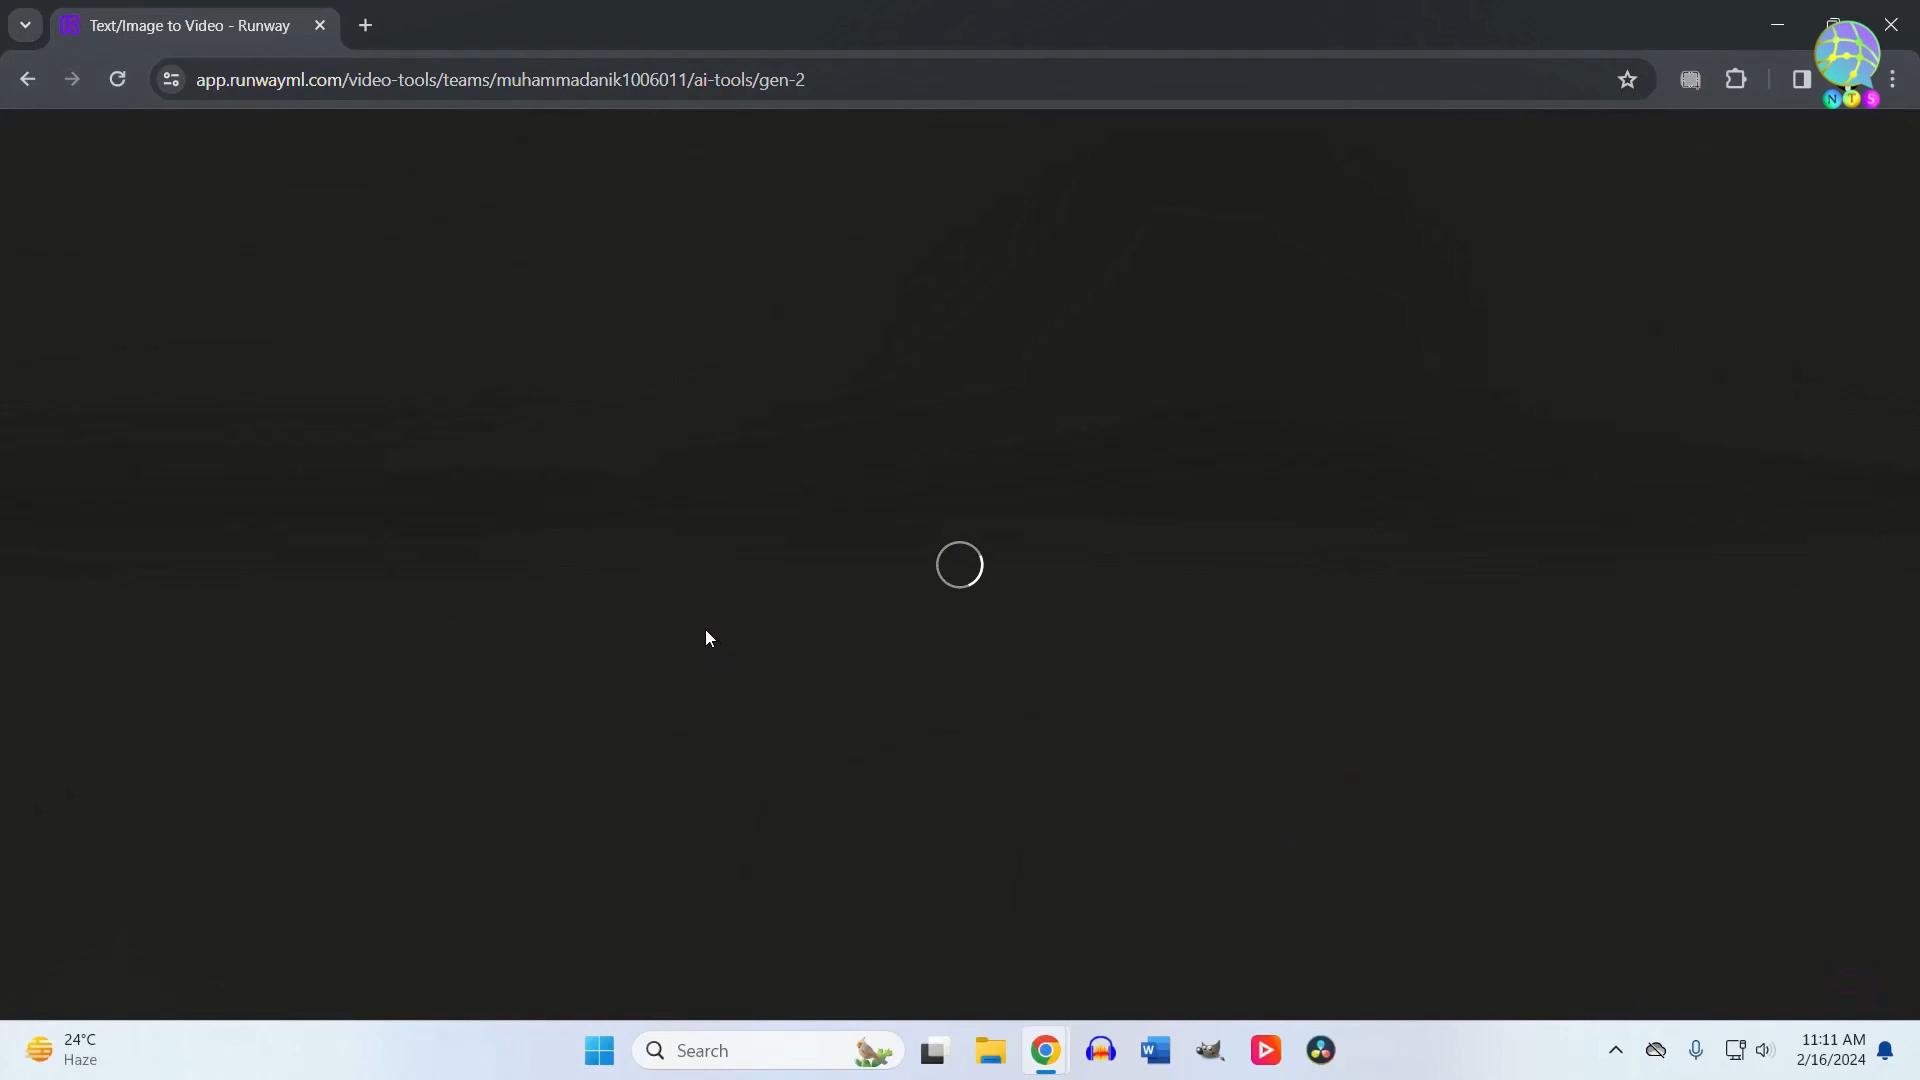 Text/Image to Video - Runway
app.runwayml.com/video-tools/teams/muhammadanik1006011/ai-tools/gen-2
N T S
24°C
Haze
Search
W
11:11 AM
2/16/2024